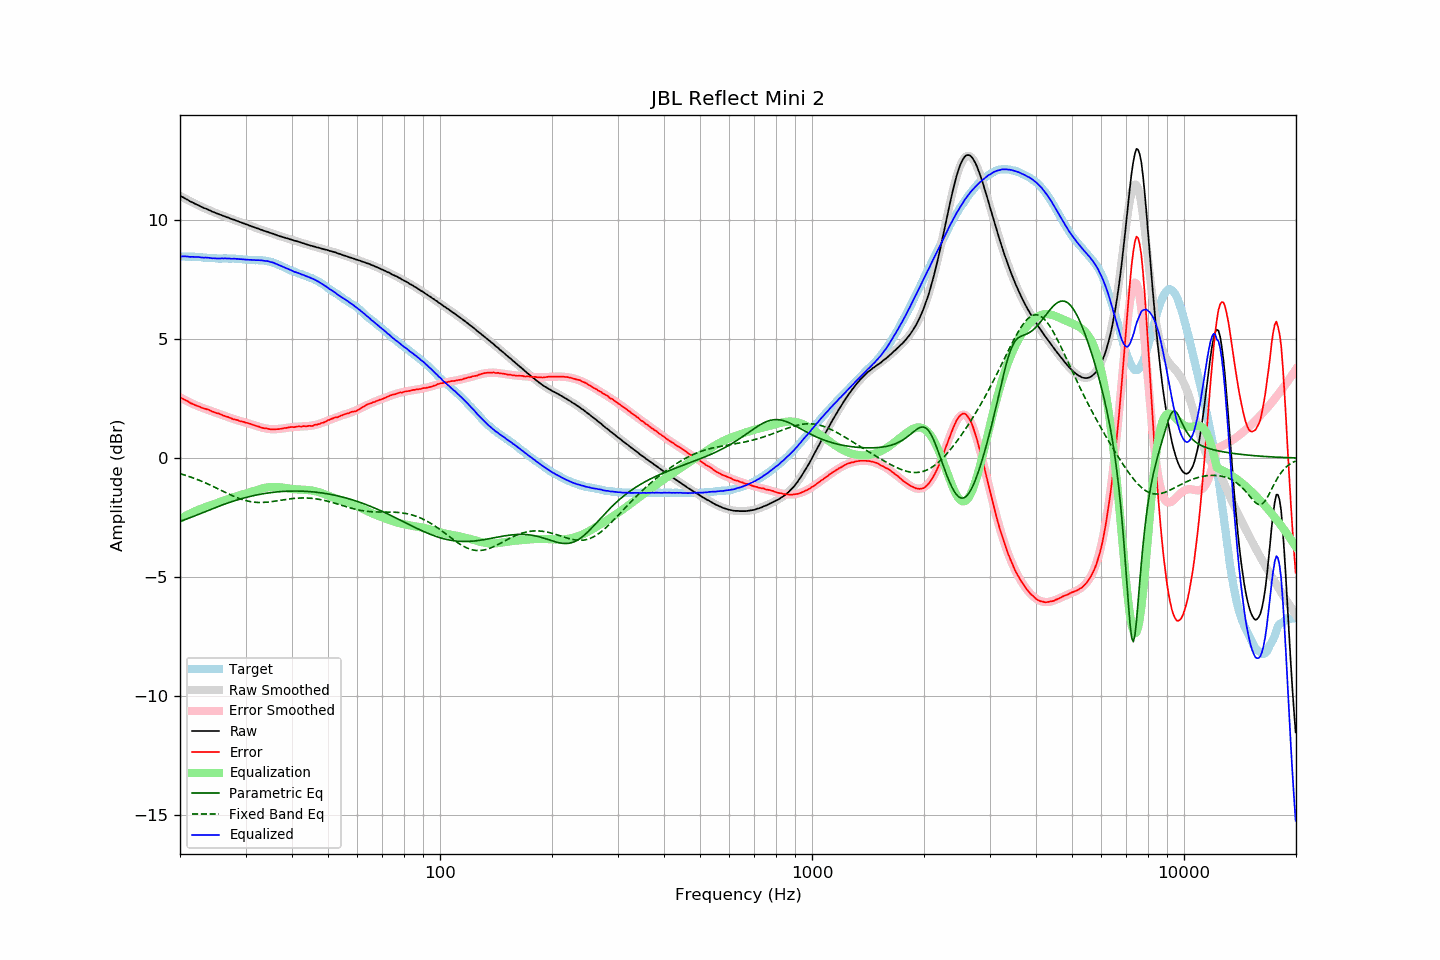 JBL Reflect Mini 2
Amplitude (dBr)
10
5
0
−5
−10
−15
Target
Raw Smoothed
Error Smoothed
Raw
Error
Equalization
Parametric Eq
Fixed Band Eq
Equalized
100
1000
10000
Frequency (Hz)